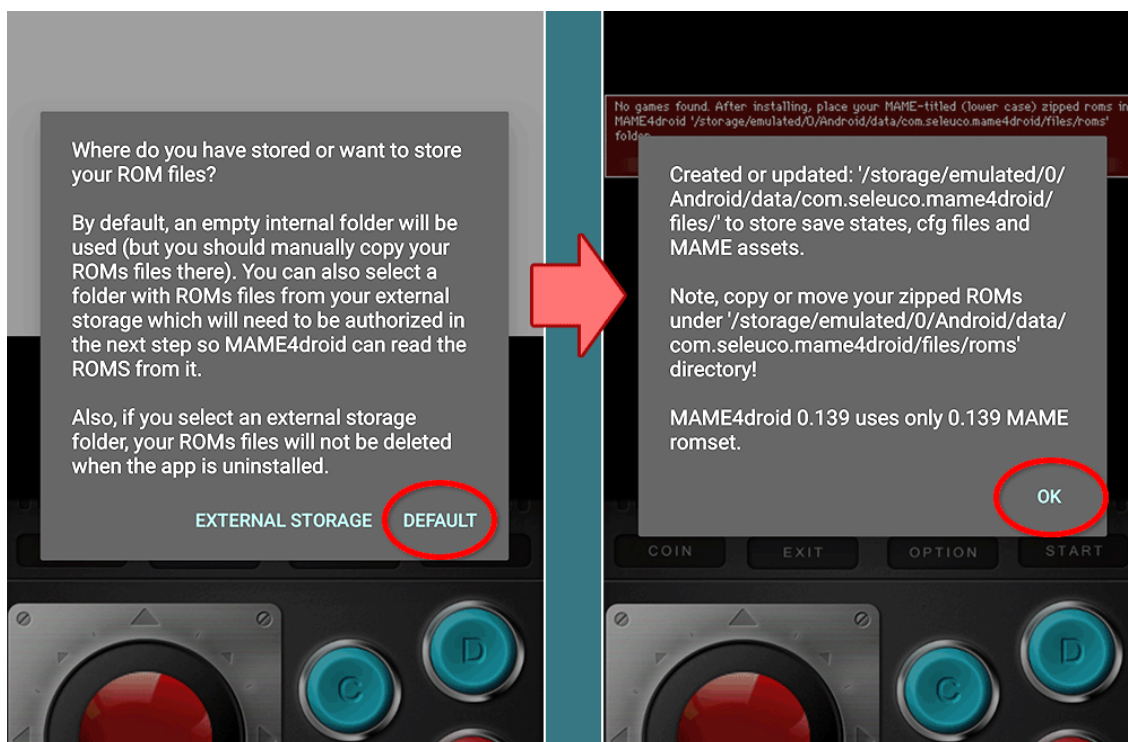 Where do you have stored or want to store
your ROM files?
By default, an empty internal folder will be
used (but you should manually copy your
ROMs files there). You can also select a
folder with ROMs files from your external
storage which will need to be authorized in
the next step so MAME4droid can read the
ROMS from it.
Also, if you select an external storage
folder, your ROMs files will not be deleted
when the app is uninstalled.
EXTERNAL STORAGE DEFAULT
C
D
No games found. After installing, place your MAME-titled (lower case) zipped roms in
MAME4droid '/storage/emulated/0/Android/data/com.seleuco.mame4droid/files/roms'
folder
Created or updated: '/storage/emulated/0/
Android/data/com.seleuco.mame4droid/
files/' to store save states, cfg files and
MAME assets.
Note, copy or move your zipped ROMs
under '/storage/emulated/0/Android/data/
com.seleuco.mame4droid/files/roms'
directory!
MAME4droid 0.139 uses only 0.139 MAME
romset.
OK
COIN EXIT OPTION START
C
D